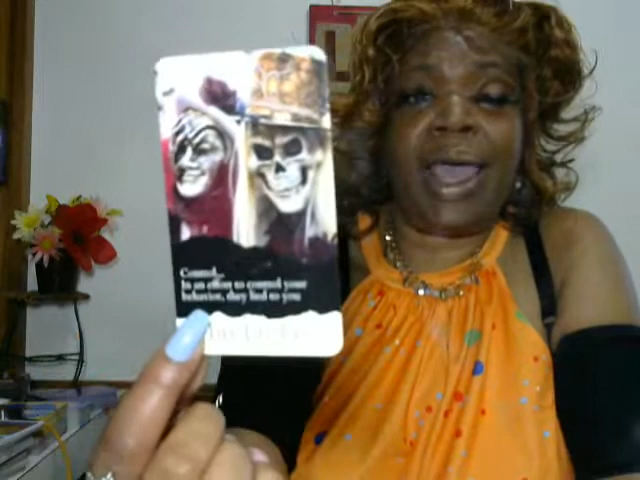 Control...
In an effort to control your
behavior, they lied to you